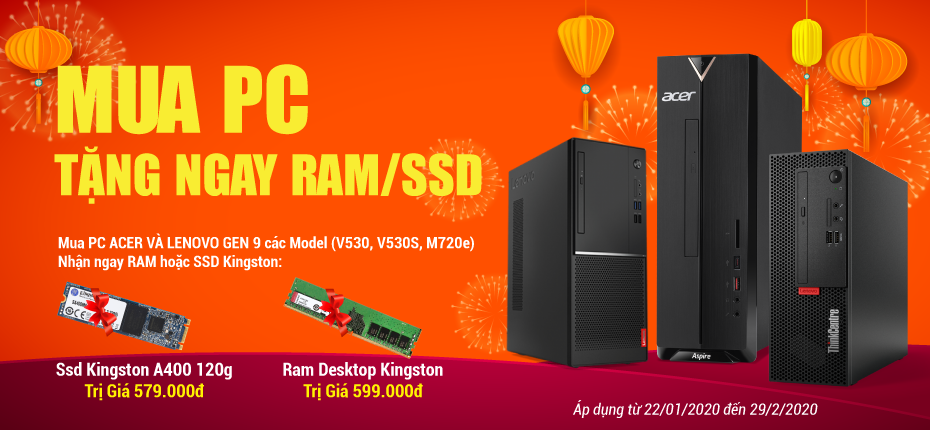 MUA PC
TẶNG NGAY RAM/SSD
Mua PC ACER VÀ LENOVO GEN 9 các Model (V530, V530S, M720e)
Nhận ngay RAM hoặc SSD Kingston:
Ssd Kingston A400 120g
Trị Giá 579.000đ
Ram Desktop Kingston
Trị Giá 599.000đ
acer
Aspire
Lenovo
ThinkCentre
Áp dụng từ 22/01/2020 đến 29/2/2020